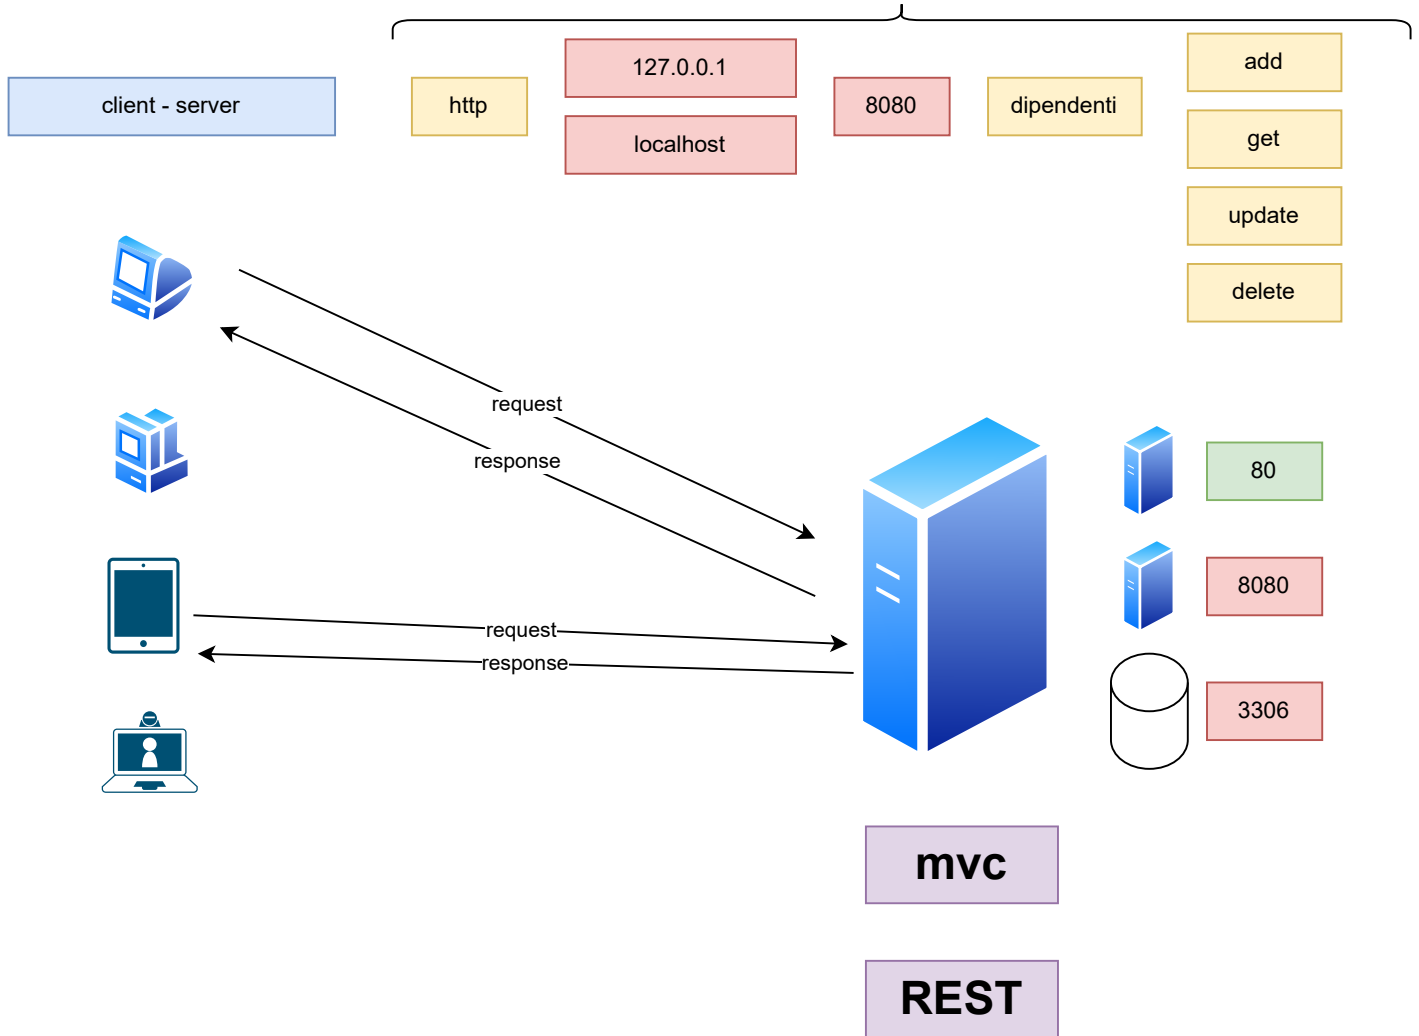 client - server
http
127.0.0.1
localhost
8080
dipendenti
add
get
update
delete
request
response
request
response
80
8080
3306
mvc
REST